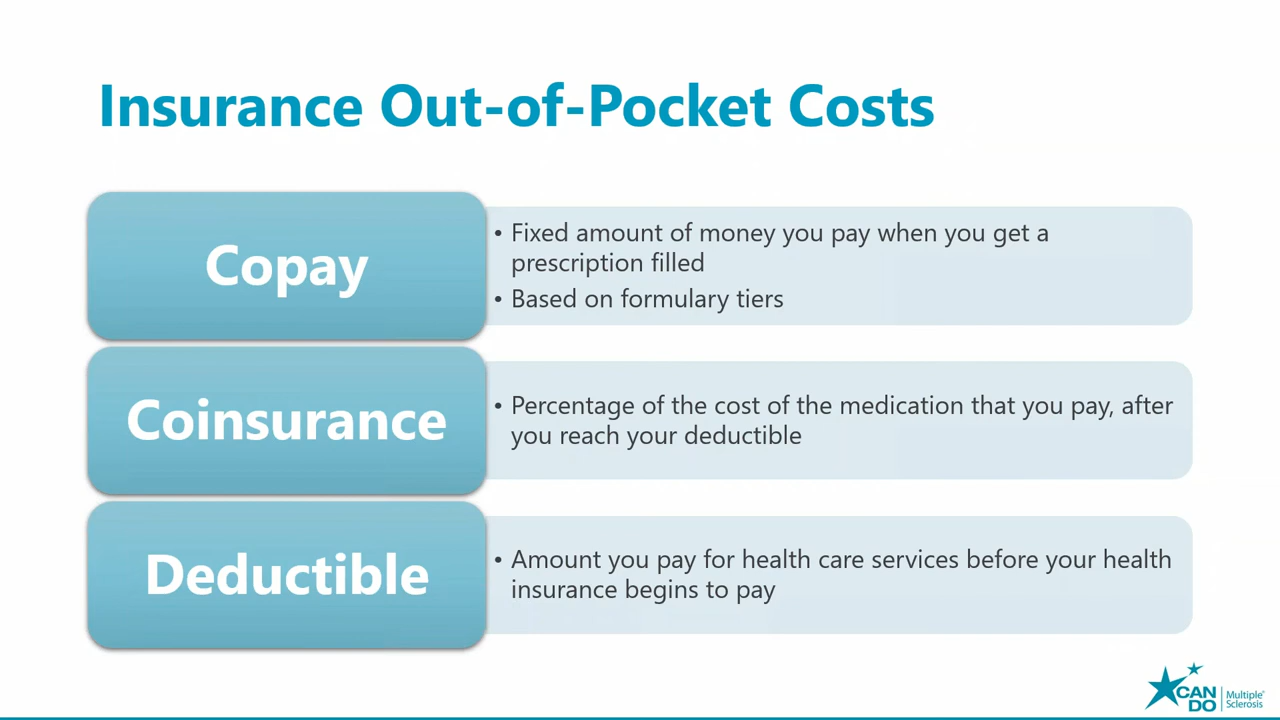 Insurance Out-of-Pocket Costs
Copay
• Fixed amount of money you pay when you get a
prescription filled
• Based on formulary tiers
Coinsurance
• Percentage of the cost of the medication that you pay, after
you reach your deductible
Deductible
• Amount you pay for health care services before your health
insurance begins to pay
CAN
DO
Multiple®
Sclerosis